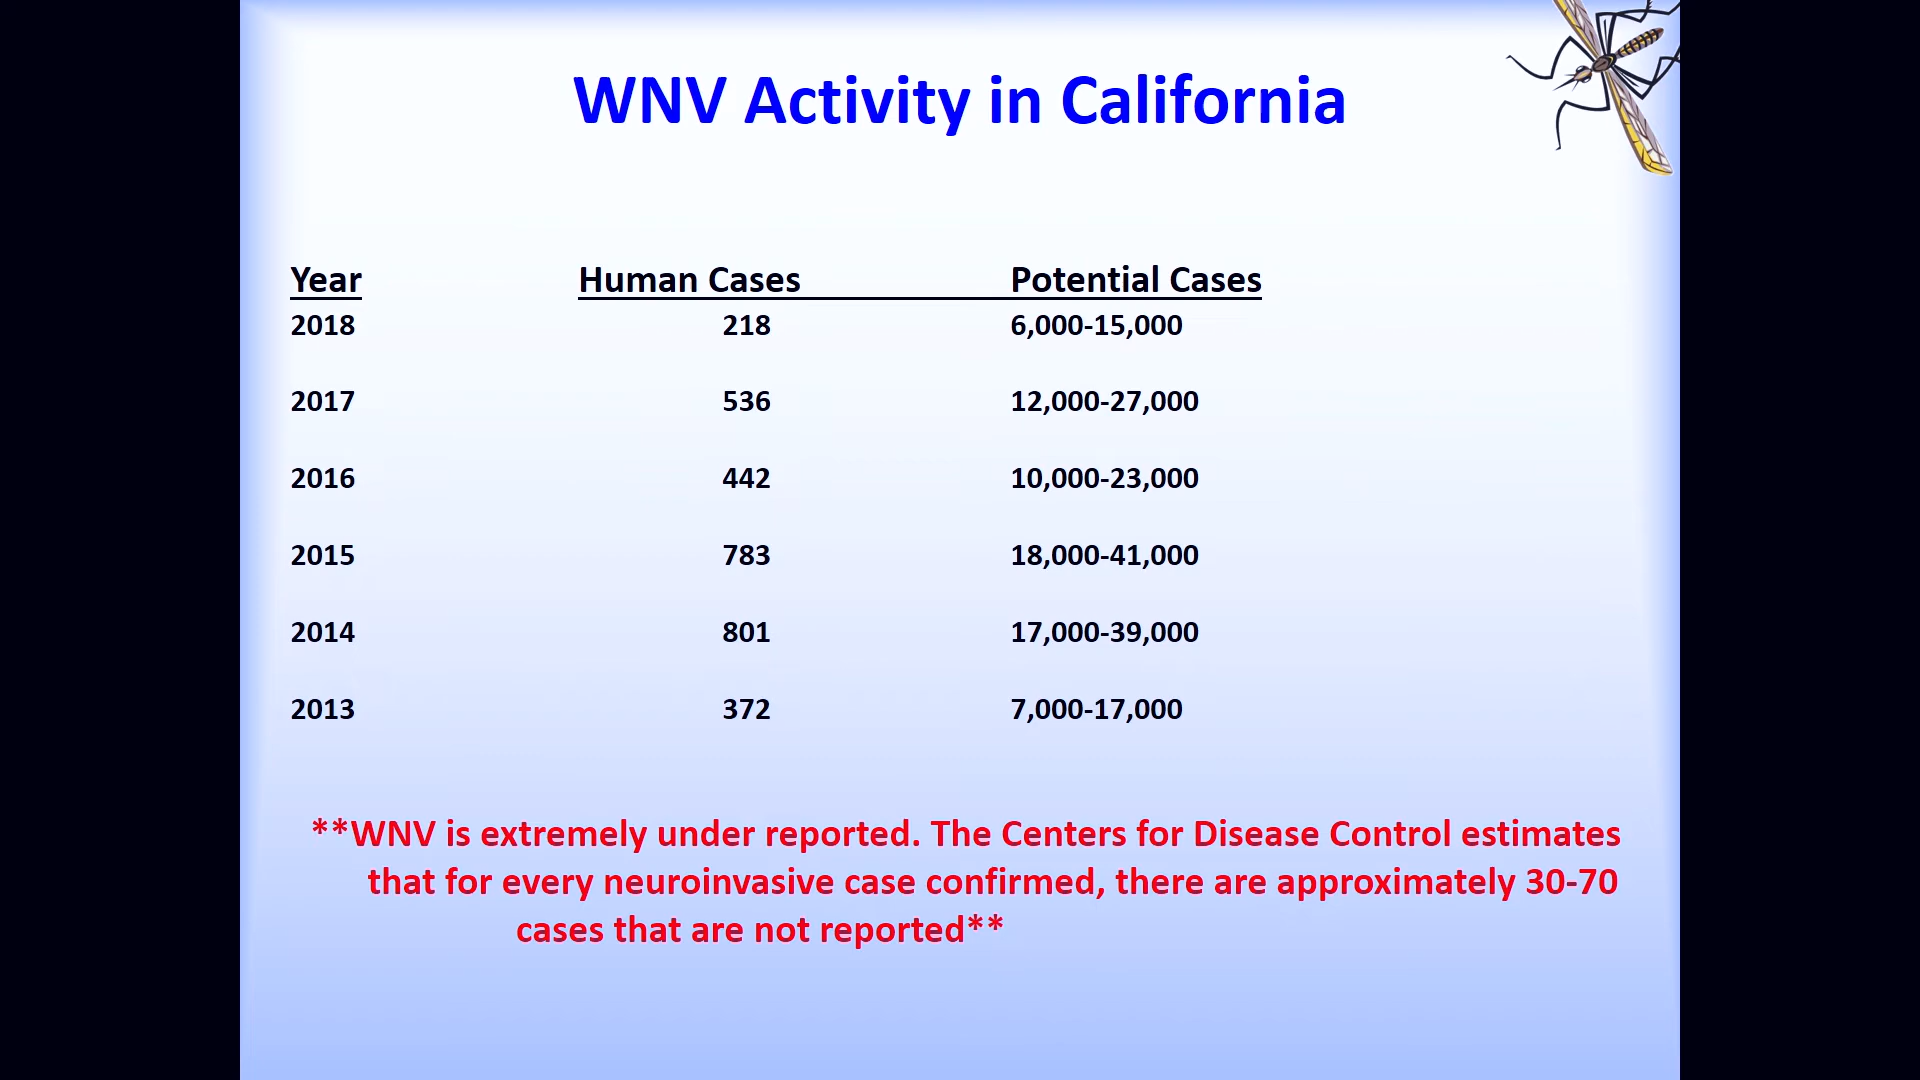 WNV Activity in California
Year Human Cases Potential Cases
2018 218 6,000-15,000
2017 536 12,000-27,000
2016 442 10,000-23,000
2015 783 18,000-41,000
2014 801 17,000-39,000
2013 372 7,000-17,000
**WNV is extremely under reported. The Centers for Disease Control estimates
that for every neuroinvasive case confirmed, there are approximately 30-70
cases that are not reported**